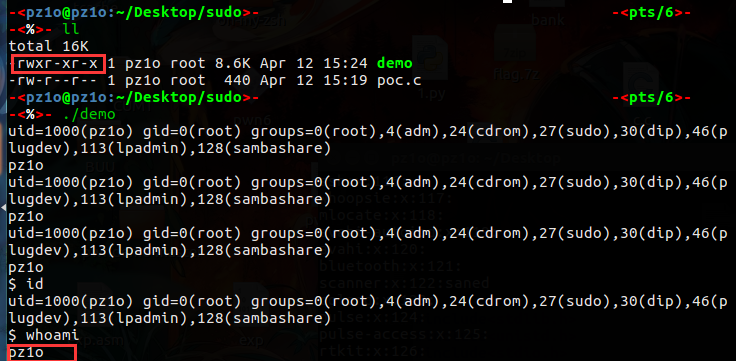 -<pz1o@pz1o:~/Desktop/sudo>- -<pts/6>-
-<%>- ll
total 16K
-rwxr-xr-x 1 pz1o root 8.6K Apr 12 15:24 demo
-rw-r--r-- 1 pz1o root 440 Apr 12 15:19 poc.c
-<pz1o@pz1o:~/Desktop/sudo>- -<pts/6>-
-<%>- ./demo
uid=1000(pz1o) gid=0(root) groups=0(root),4(adm),24(cdrom),27(sudo),30(dip),46(p
lugdev),113(lpadmin),128(sambashare)
pz1o
uid=1000(pz1o) gid=0(root) groups=0(root),4(adm),24(cdrom),27(sudo),30(dip),46(p
lugdev),113(lpadmin),128(sambashare)
pz1o
uid=1000(pz1o) gid=0(root) groups=0(root),4(adm),24(cdrom),27(sudo),30(dip),46(p
lugdev),113(lpadmin),128(sambashare)
pz1o
$ id
uid=1000(pz1o) gid=0(root) groups=0(root),4(adm),24(cdrom),27(sudo),30(dip),46(p
lugdev),113(lpadmin),128(sambashare)
$ whoami
pz1o